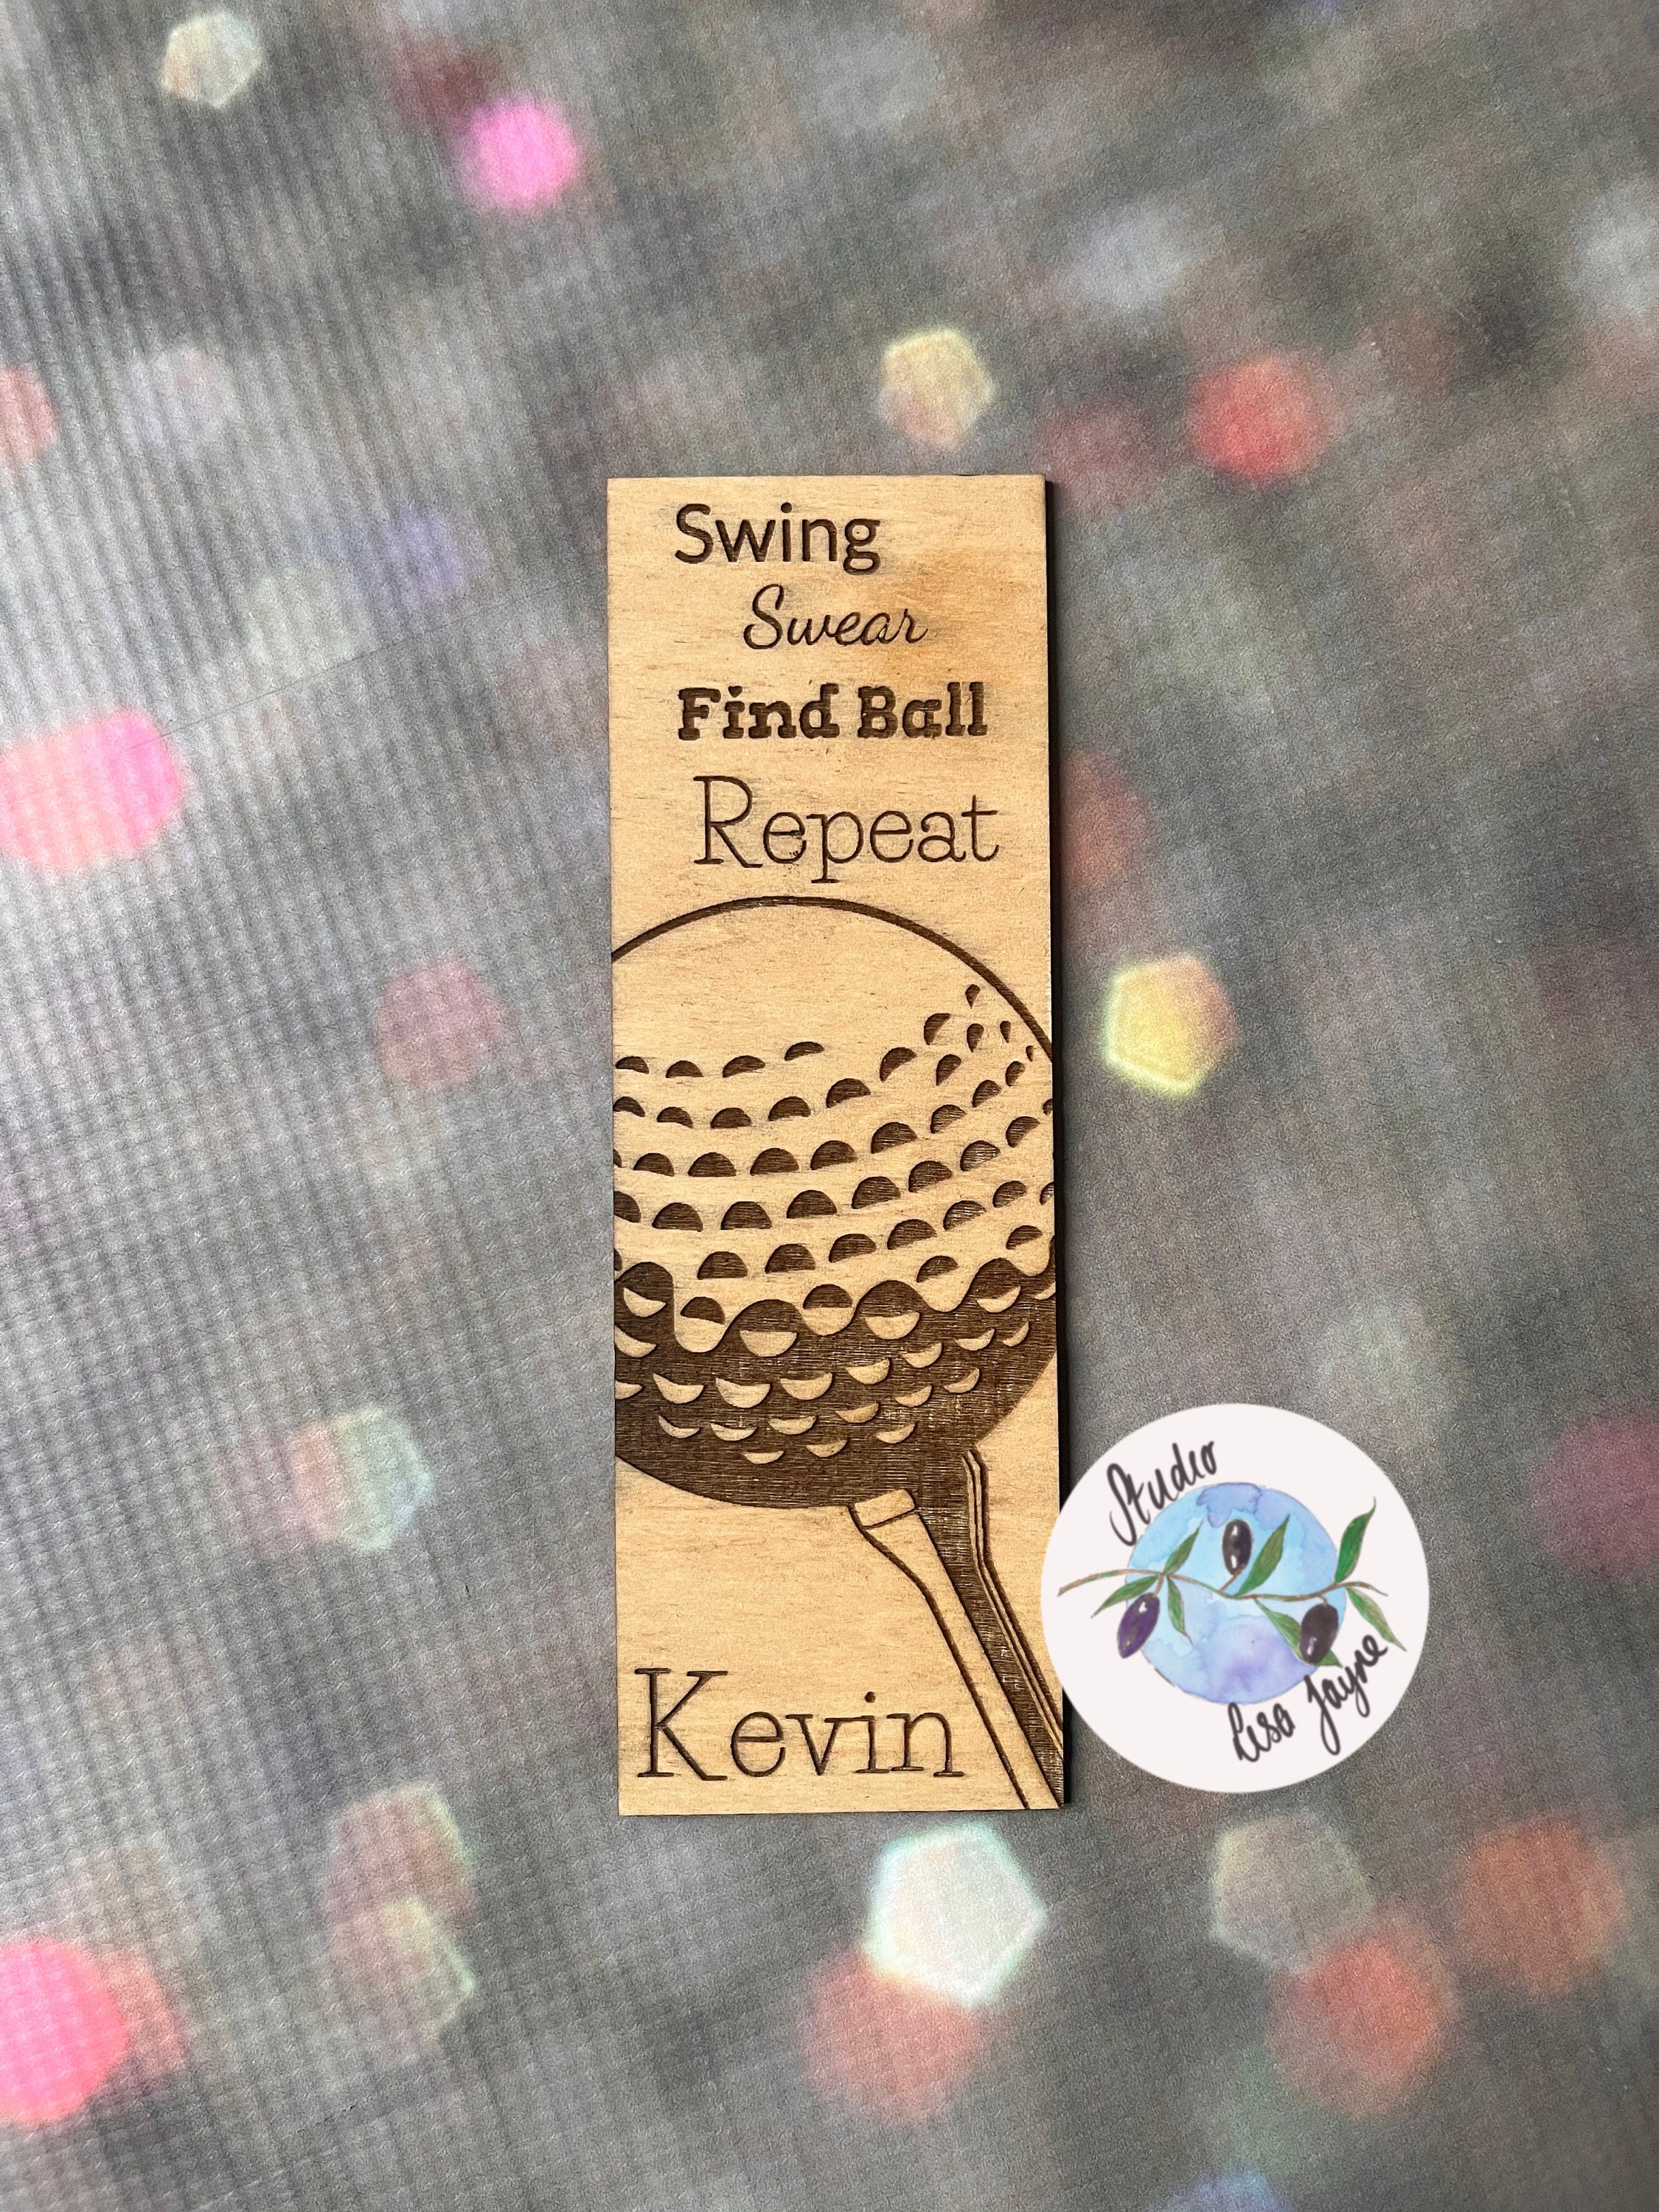 Swing
Swear
Find Ball
Repeat
Kevin
Studio
Lisa Jayne